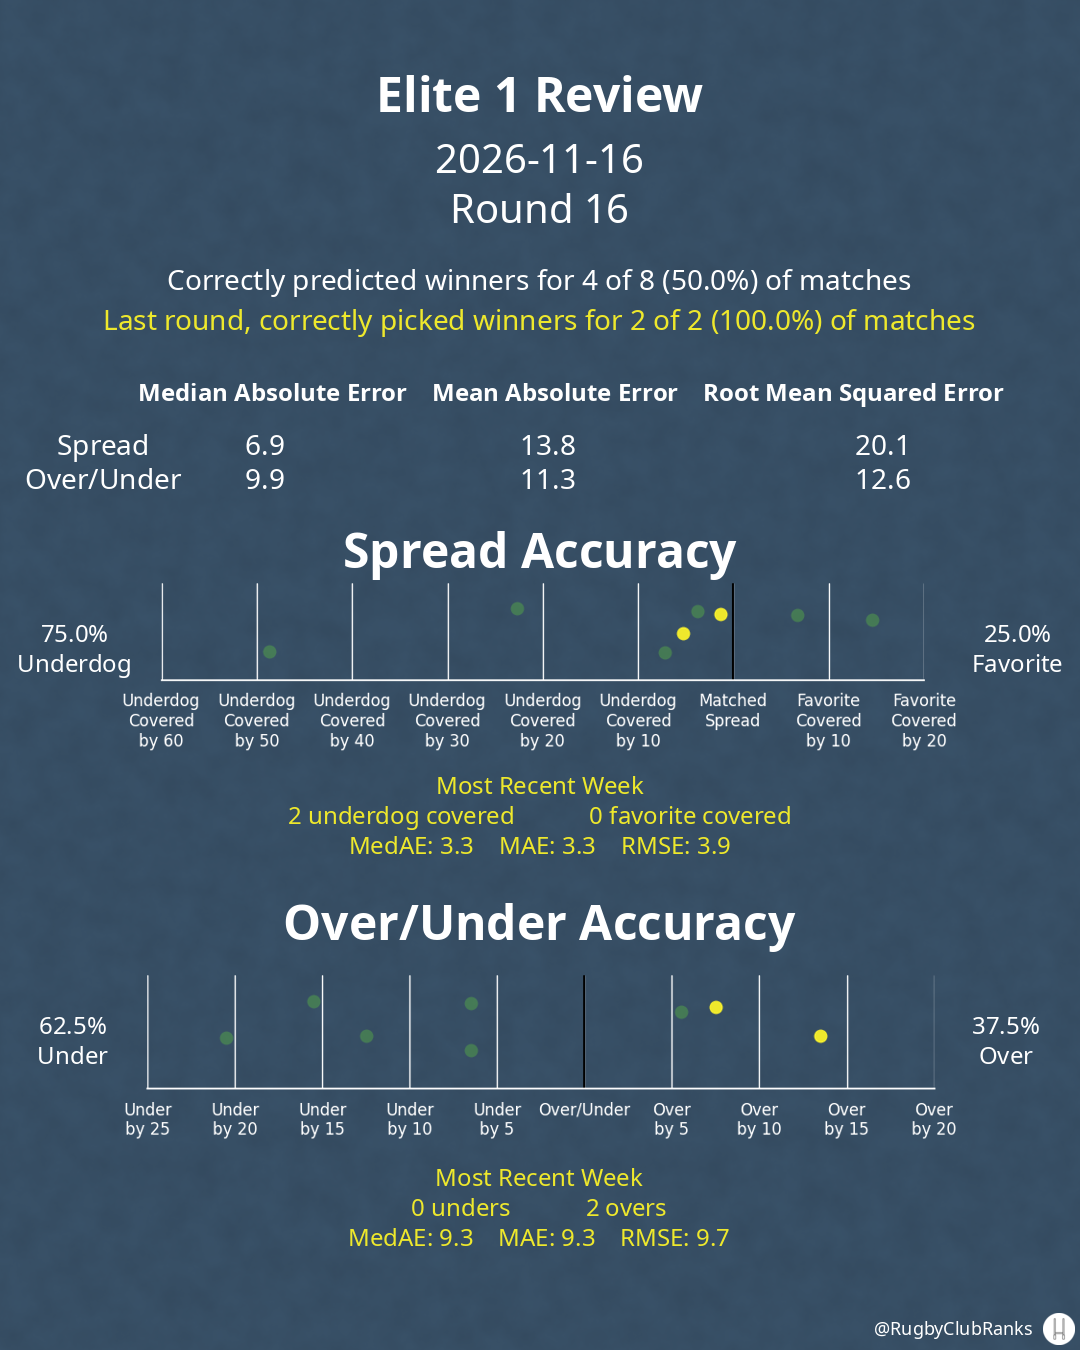 Elite 1 Review
2026-11-16
Round 16
Correctly predicted winners for 4 of 8 (50.0%) of matches
Last round, correctly picked winners for 2 of 2 (100.0%) of matches
Median Absolute Error Mean Absolute Error Root Mean Squared Error
Spread 6.9 13.8 20.1
Over/Under 9.9 11.3 12.6
Spread Accuracy
75.0%
Underdog
25.0%
Favorite
Underdog Underdog Underdog Underdog Underdog Underdog Matched Favorite Favorite
Covered Covered Covered Covered Covered Covered Spread Covered Covered
by 60 by 50 by 40 by 30 by 20 by 10 by 10 by 20
Most Recent Week
2 underdog covered 0 favorite covered
MedAE: 3.3 MAE: 3.3 RMSE: 3.9
Over/Under Accuracy
62.5%
Under
37.5%
Over
Under Under Under Under Under Over/Under Over Over Over Over
by 25 by 20 by 15 by 10 by 5 by 5 by 10 by 15 by 20
Most Recent Week
0 unders 2 overs
MedAE: 9.3 MAE: 9.3 RMSE: 9.7
@RugbyClubRanks